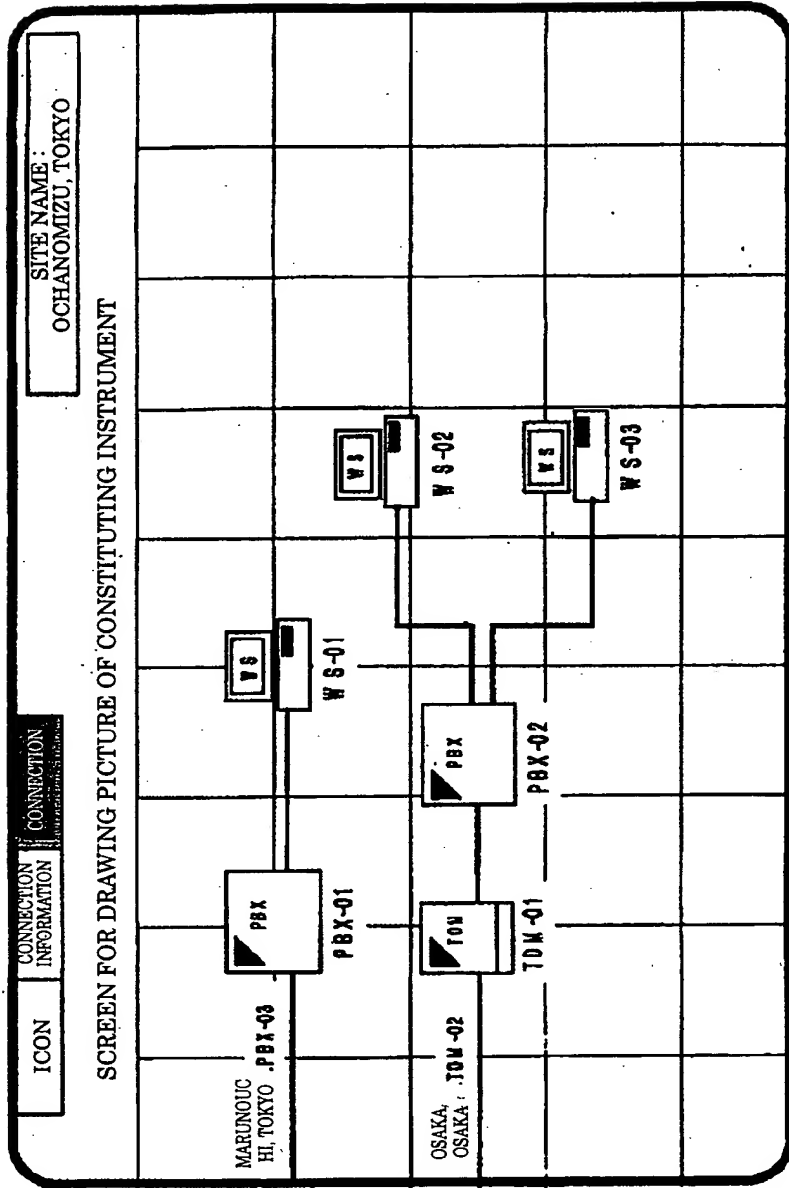 ICON
CONNECTION
INFORMATION
CONNECTION
SITE NAME :
OCHANOMIZU, TOKYO
SCREEN FOR DRAWING PICTURE OF CONSTITUTING INSTRUMENT
MARUNOUC
HI, TOKYO .PBX-03
PBX
PBX-01
WS
WS-01
WS
WS-02
OSAKA,
OSAKA : .TDM-02
TDM
TDM-01
PBX
PBX-02
WS
WS-03